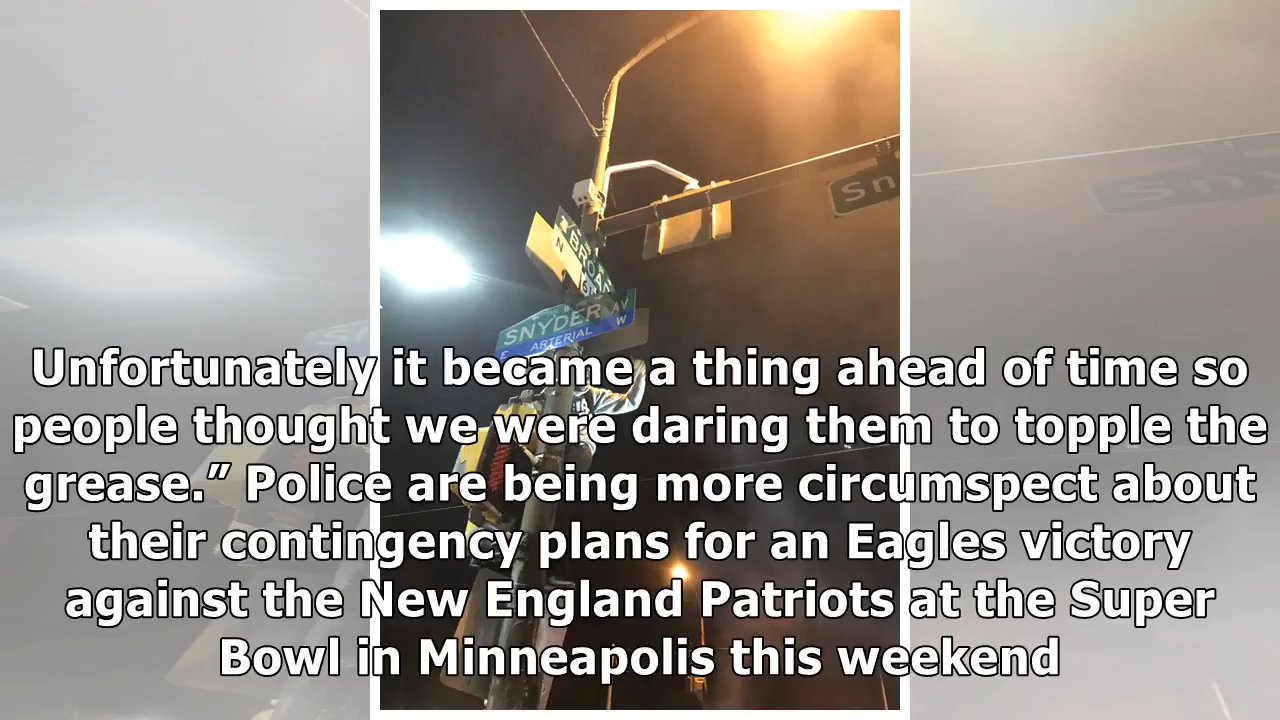 Sn
N
BROA
SNYDER AV
E ARTERIAL W
Unfortunately it became a thing ahead of time so
people thought we were daring them to topple the
grease.” Police are being more circumspect about
their contingency plans for an Eagles victory
against the New England Patriots at the Super
Bowl in Minneapolis this weekend